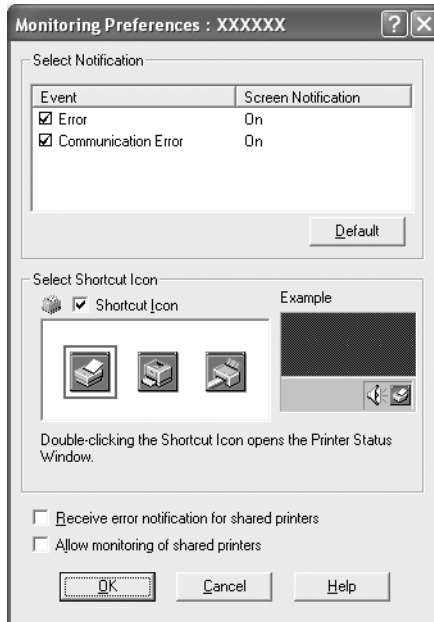 Monitoring Preferences : XXXXXX
Select Notification
Event Screen Notification
Error On
Communication Error On
Default
Select Shortcut Icon
Shortcut Icon
Example
Double-clicking the Shortcut Icon opens the Printer Status
Window.
Receive error notification for shared printers
Allow monitoring of shared printers
OK Cancel Help